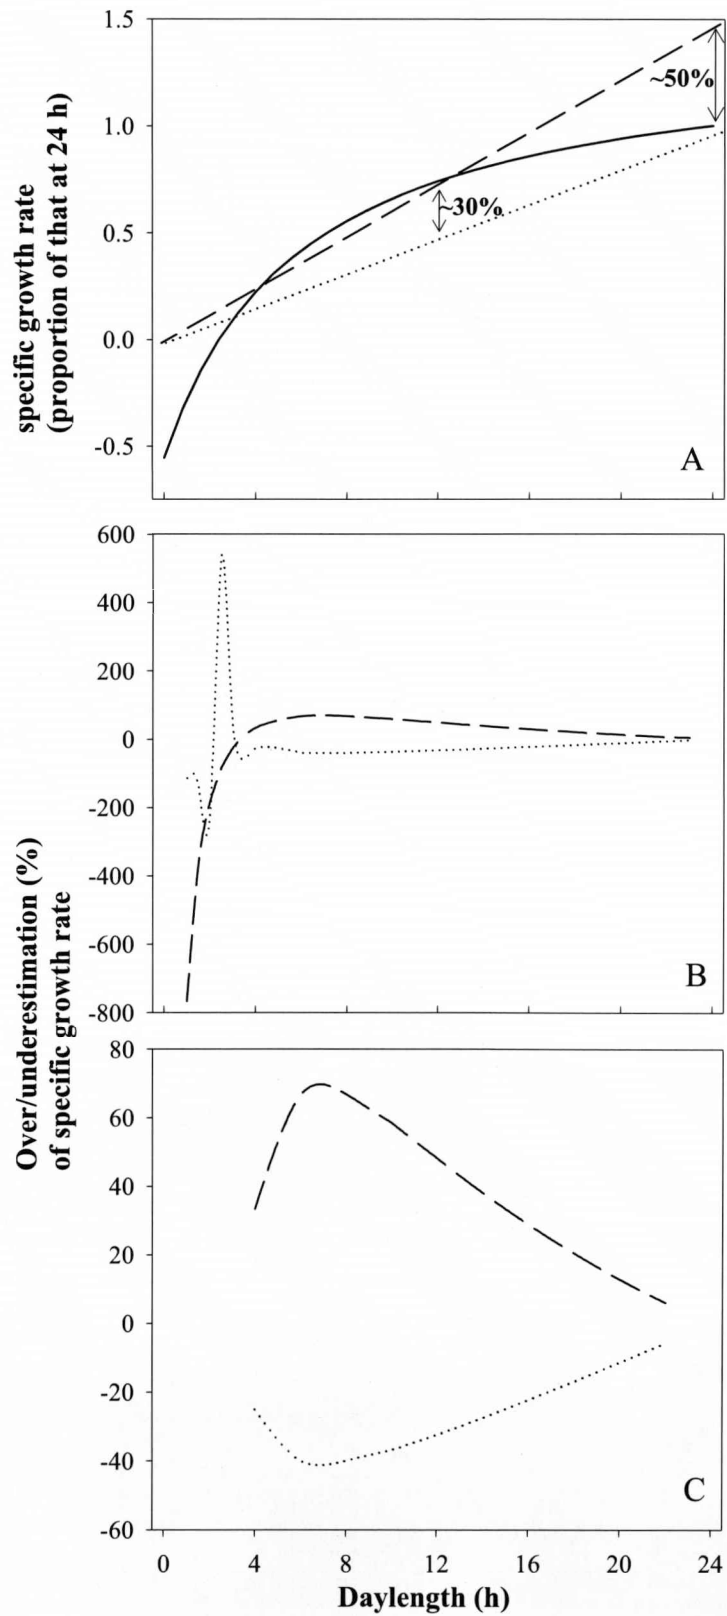 specific growth rate
(proportion of that at 24 h)
1.5
1.0
0.5
0.0
-0.5
~50%
~30%
A
Over/underestimation (%)
of specific growth rate
600
400
200
0
-200
-400
-600
-800
B
80
60
40
20
0
-20
-40
-60
C
0 4 8 12 16 20 24
Daylength (h)